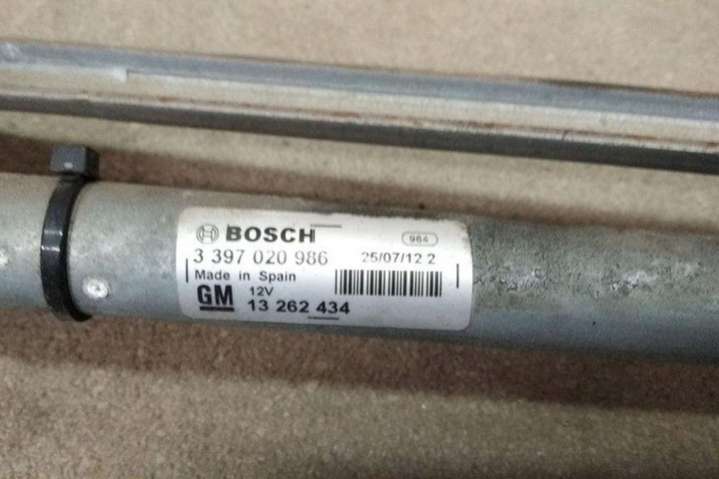 BOSCH 984
3 397 020 986 25/07/12 2
Made in Spain
GM 12V
13 262 434